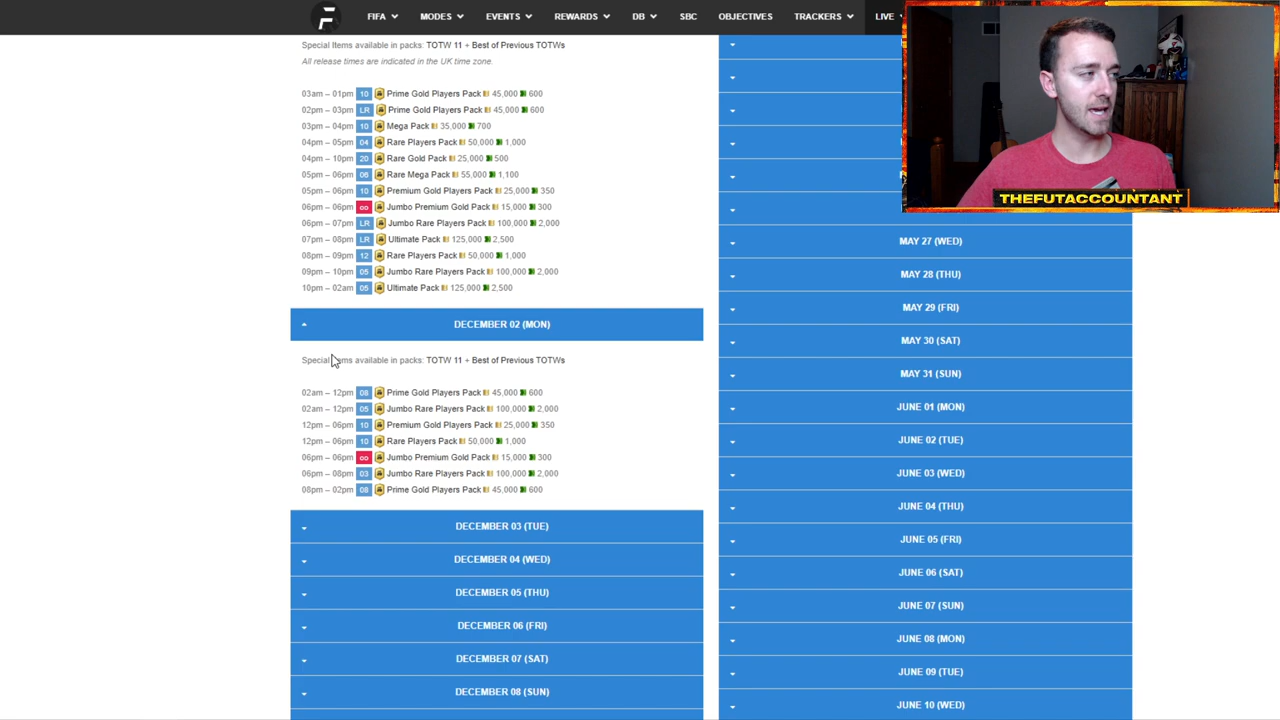 FIFA MODES EVENTS REWARDS DB SBC OBJECTIVES TRACKERS LIVE
Special Items available in packs: TOTW 11 + Best of Previous TOTWs
All release times are indicated in the UK time zone.
03am – 01pm 10 Prime Gold Players Pack 45,000 600
02pm – 03pm LR Prime Gold Players Pack 45,000 600
03pm – 04pm 10 Mega Pack 35,000 700
04pm – 05pm 04 Rare Players Pack 50,000 1,000
04pm – 10pm 20 Rare Gold Pack 25,000 500
05pm – 06pm 06 Rare Mega Pack 55,000 1,100
05pm – 06pm 10 Premium Gold Players Pack 25,000 350
06pm – 06pm ∞ Jumbo Premium Gold Pack 15,000 300
06pm – 07pm LR Jumbo Rare Players Pack 100,000 2,000
07pm – 08pm LR Ultimate Pack 125,000 2,500
08pm – 09pm 12 Rare Players Pack 50,000 1,000
09pm – 10pm 05 Jumbo Rare Players Pack 100,000 2,000
10pm – 02am 05 Ultimate Pack 125,000 2,500
DECEMBER 02 (MON)
Special Items available in packs: TOTW 11 + Best of Previous TOTWs
02am – 12pm 08 Prime Gold Players Pack 45,000 600
02am – 12pm 05 Jumbo Rare Players Pack 100,000 2,000
12pm – 06pm 10 Premium Gold Players Pack 25,000 350
12pm – 06pm 10 Rare Players Pack 50,000 1,000
06pm – 06pm ∞ Jumbo Premium Gold Pack 15,000 300
06pm – 08pm 03 Jumbo Rare Players Pack 100,000 2,000
08pm – 02pm 08 Prime Gold Players Pack 45,000 600
DECEMBER 03 (TUE)
DECEMBER 04 (WED)
DECEMBER 05 (THU)
DECEMBER 06 (FRI)
DECEMBER 07 (SAT)
DECEMBER 08 (SUN)
THEFUTACCOUNTANT
MAY 27 (WED)
MAY 28 (THU)
MAY 29 (FRI)
MAY 30 (SAT)
MAY 31 (SUN)
JUNE 01 (MON)
JUNE 02 (TUE)
JUNE 03 (WED)
JUNE 04 (THU)
JUNE 05 (FRI)
JUNE 06 (SAT)
JUNE 07 (SUN)
JUNE 08 (MON)
JUNE 09 (TUE)
JUNE 10 (WED)